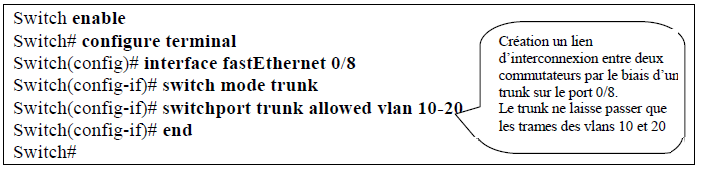 Switch enable
Switch# configure terminal
Switch(config)# interface fastEthernet 0/8
Switch(config-if)# switch mode trunk
Switch(config-if)# switchport trunk allowed vlan 10-20
Switch(config-if)# end
Switch#
Création un lien
d'interconnexion entre deux
commutateurs par le biais d'un
trunk sur le port 0/8.
Le trunk ne laisse passer que
les trames des vlans 10 et 20